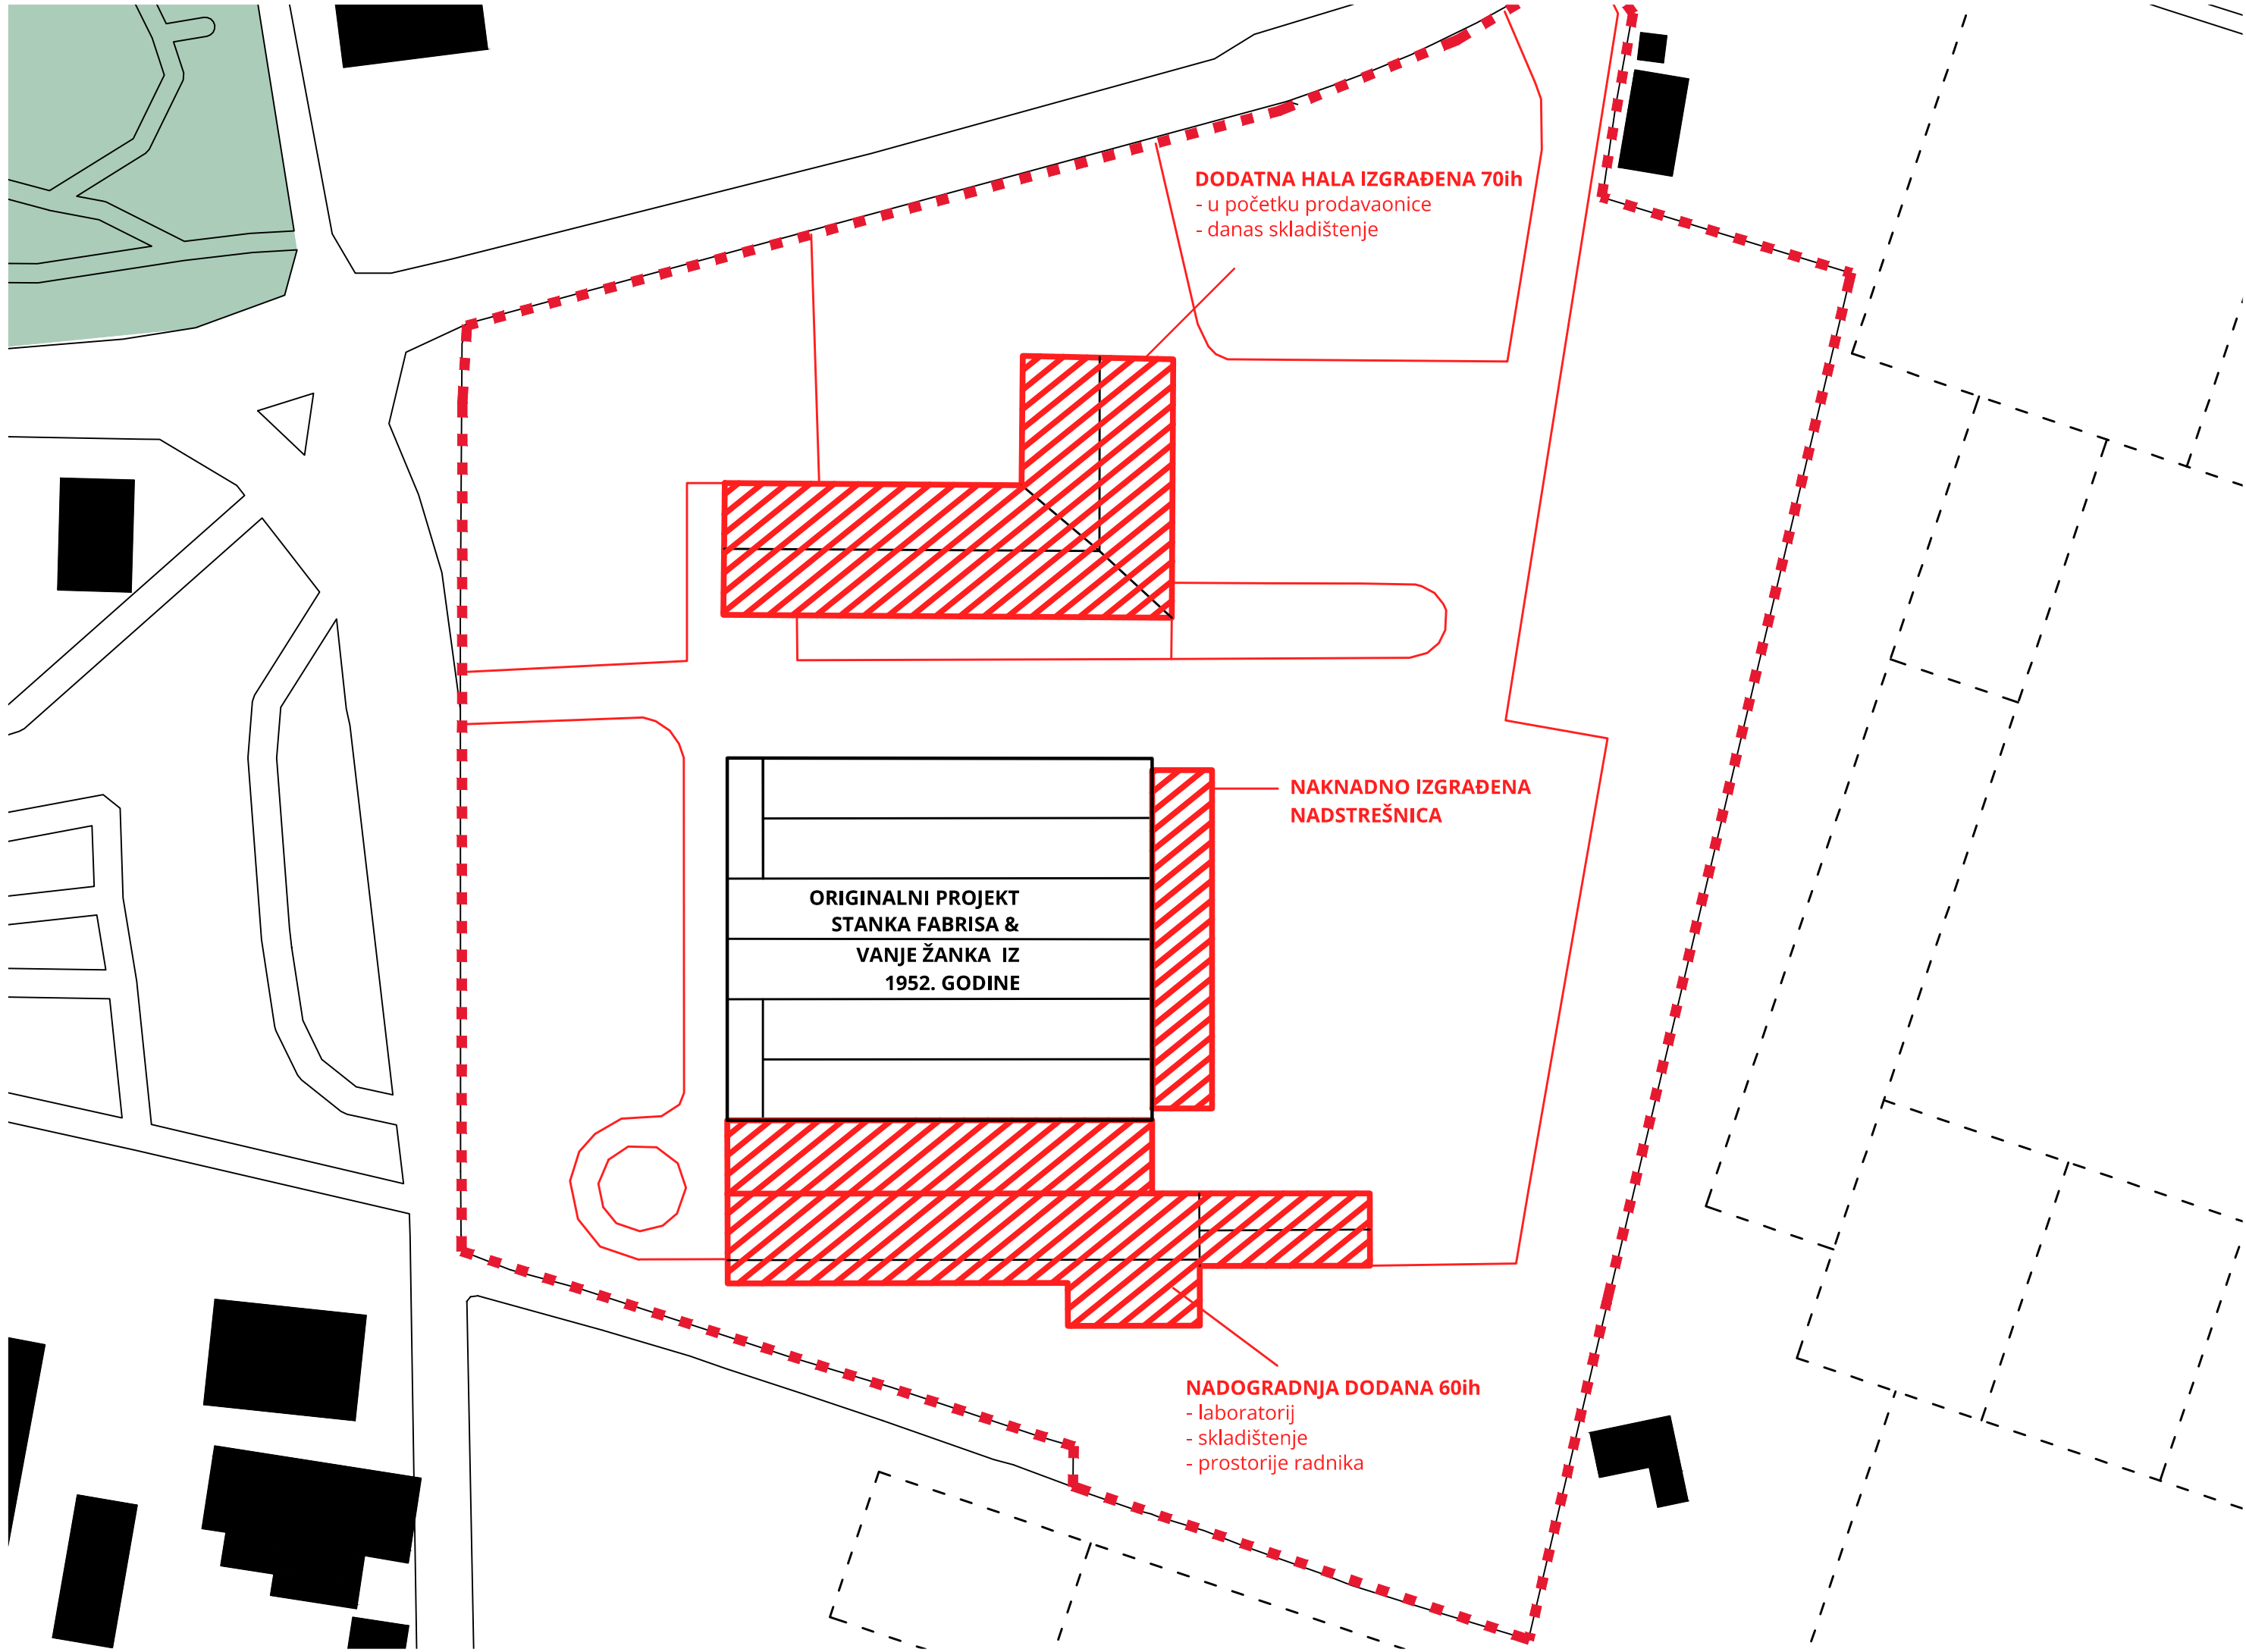 DODATNA HALA IZGRAĐENA 70ih
- u početku prodavaonice
- danas skladištenje
NAKNADNO IZGRAĐENA
NADSTREŠNICA
ORIGINALNI PROJEKT
STANKA FABRISA &
VANJE ŽANKA IZ
1952. GODINE
NADOGRADNJA DODANA 60ih
- laboratorij
- skladištenje
- prostorije radnika